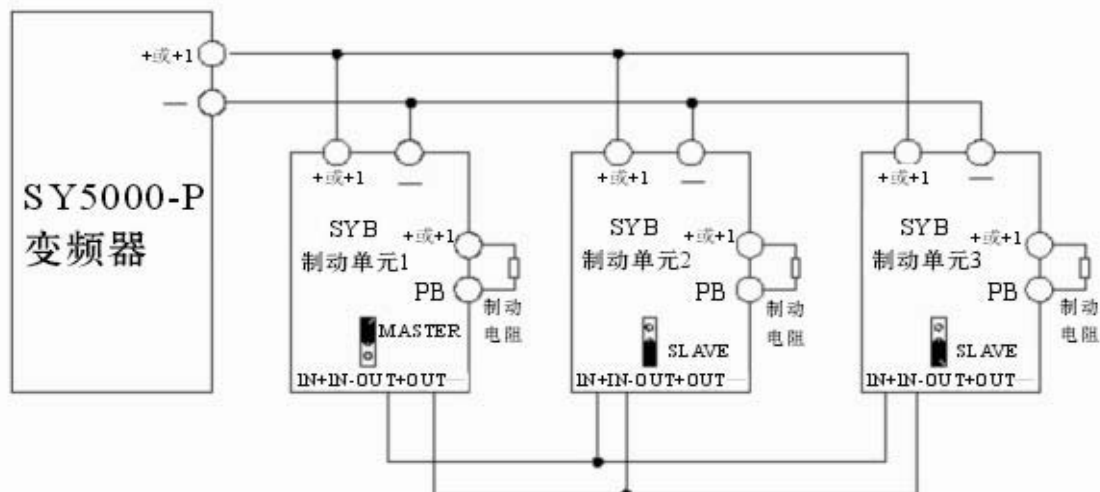 +或+1
—
SY5000-P
变频器
+或+1
—
SYB
制动单元1
+或+1
PB
制动
电阻
MASTER
IN+IN-OUT+OUT—
+或+1
—
SYB
制动单元2
+或+1
PB
制动
电阻
SLAVE
IN+IN-OUT+OUT—
+或+1
—
SYB
制动单元3
+或+1
PB
制动
电阻
SLAVE
IN+IN-OUT+OUT—